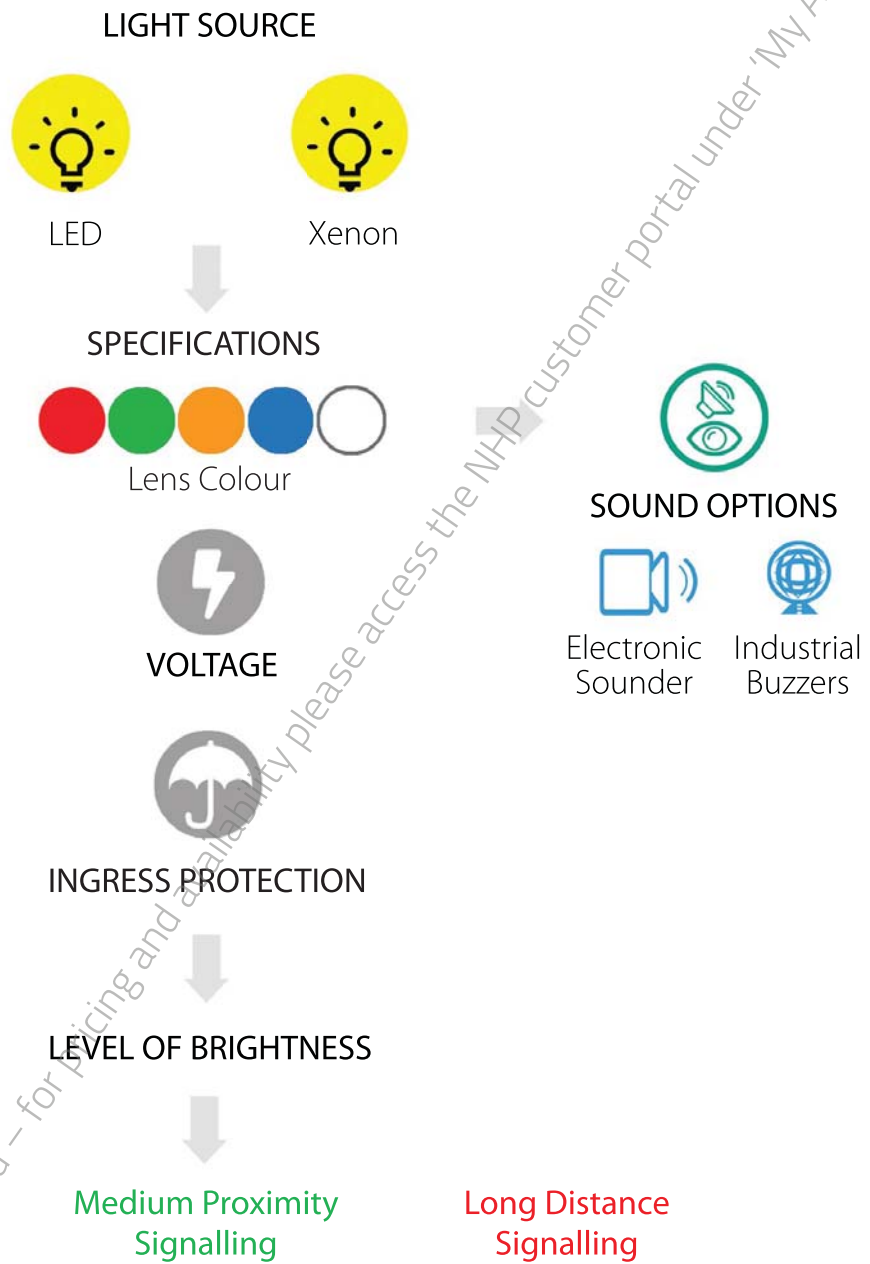 LIGHT SOURCE
LED
Xenon
SPECIFICATIONS
Lens Colour
VOLTAGE
INGRESS PROTECTION
LEVEL OF BRIGHTNESS
Medium Proximity
Signalling
Long Distance
Signalling
SOUND OPTIONS
Electronic
Sounder
Industrial
Buzzers
– for pricing and availability please access the NHP customer portal under 'My